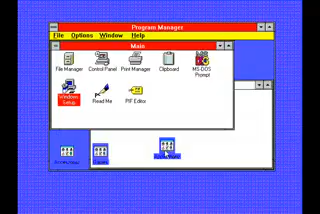 Program Manager
File Options Window Help
Main
File Manager Control Panel Print Manager Clipboard MS-DOS
Prompt
Windows
Setup Read Me PIF Editor